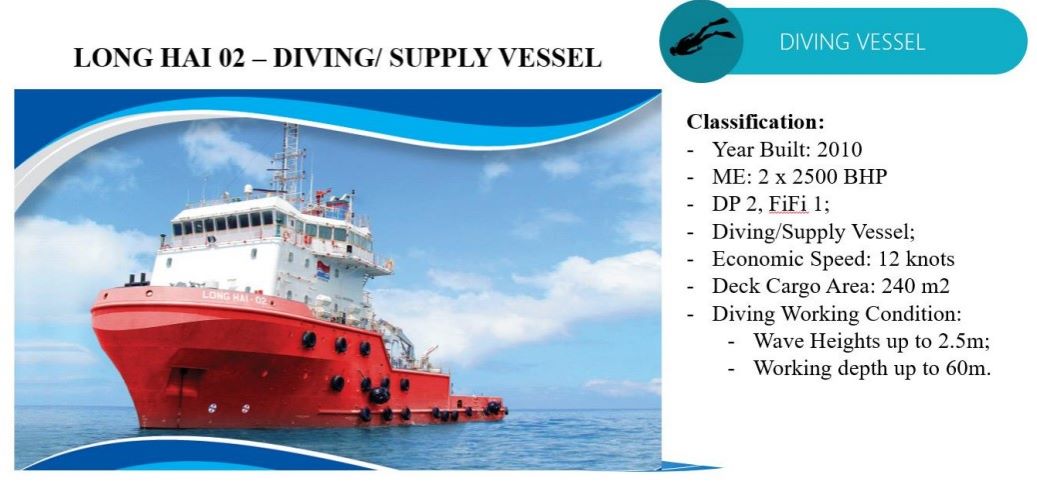 DIVING VESSEL
LONG HAI 02 – DIVING/ SUPPLY VESSEL
LONG HAI - 02
Classification:
- Year Built: 2010
- ME: 2 x 2500 BHP
- DP 2, FiFi 1;
- Diving/Supply Vessel;
- Economic Speed: 12 knots
- Deck Cargo Area: 240 m2
- Diving Working Condition:
- Wave Heights up to 2.5m;
- Working depth up to 60m.